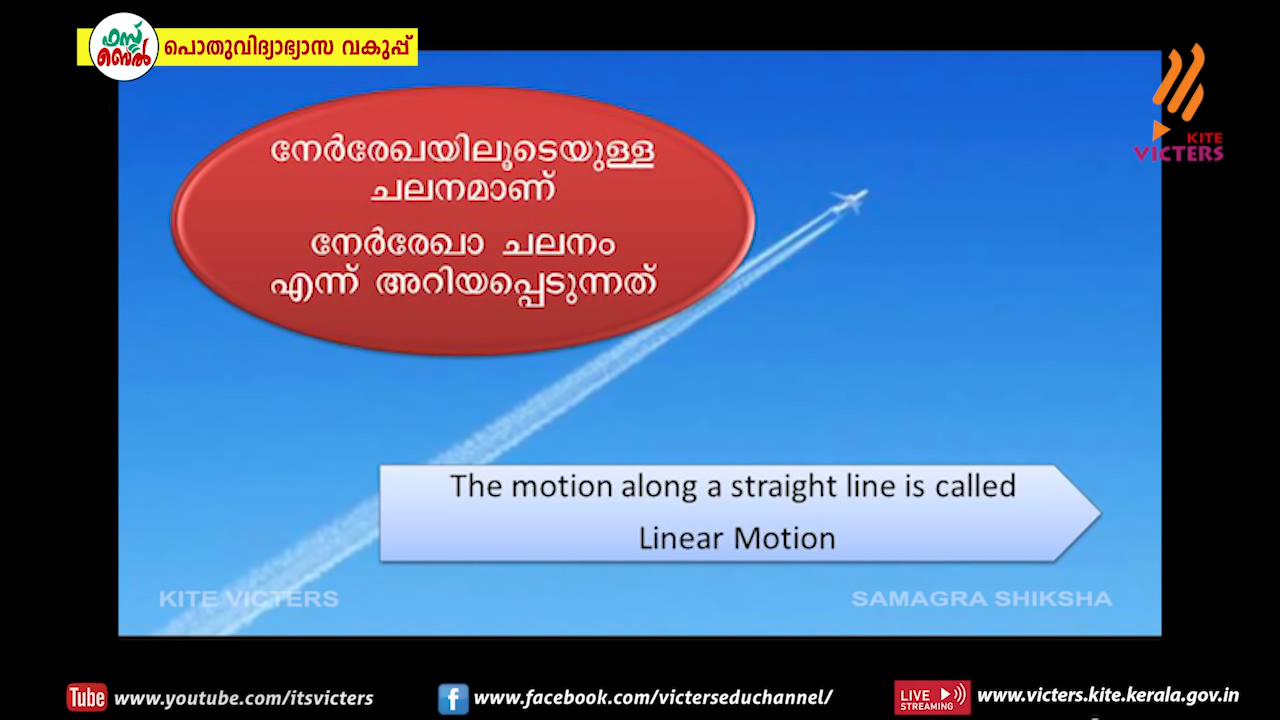 ഫസ്റ്റ്
ബെൽ
പൊതുവിദ്യാഭ്യാസ വകുപ്പ്
KITE
VICTERS
നേർരേഖയിലൂടെയുള്ള
ചലനമാണ്
നേർരേഖാ ചലനം
എന്ന് അറിയപ്പെടുന്നത്
The motion along a straight line is called
Linear Motion
KITE VICTERS
SAMAGRA SHIKSHA
Tube www.youtube.com/itsvicters
f www.facebook.com/victerseduchannel/
LIVE
STREAMING
www.victers.kite.kerala.gov.in